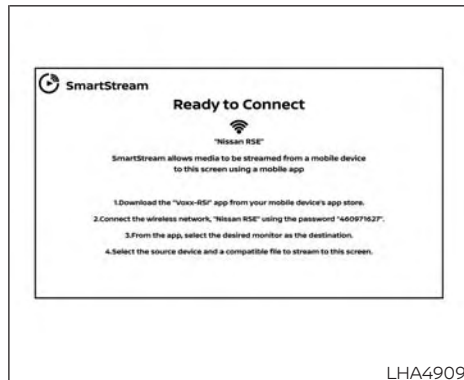 SmartStream
Ready to Connect
"Nissan RSE"
SmartStream allows media to be streamed from a mobile device
to this screen using a mobile app
1.Download the "Voxx-RSI" app from your mobile device's app store.
2.Connect the wireless network, "Nissan RSE" using the password "460971627".
3.From the app, select the desired monitor as the destination.
4.Select the source device and a compatible file to stream to this screen.
LHA4909